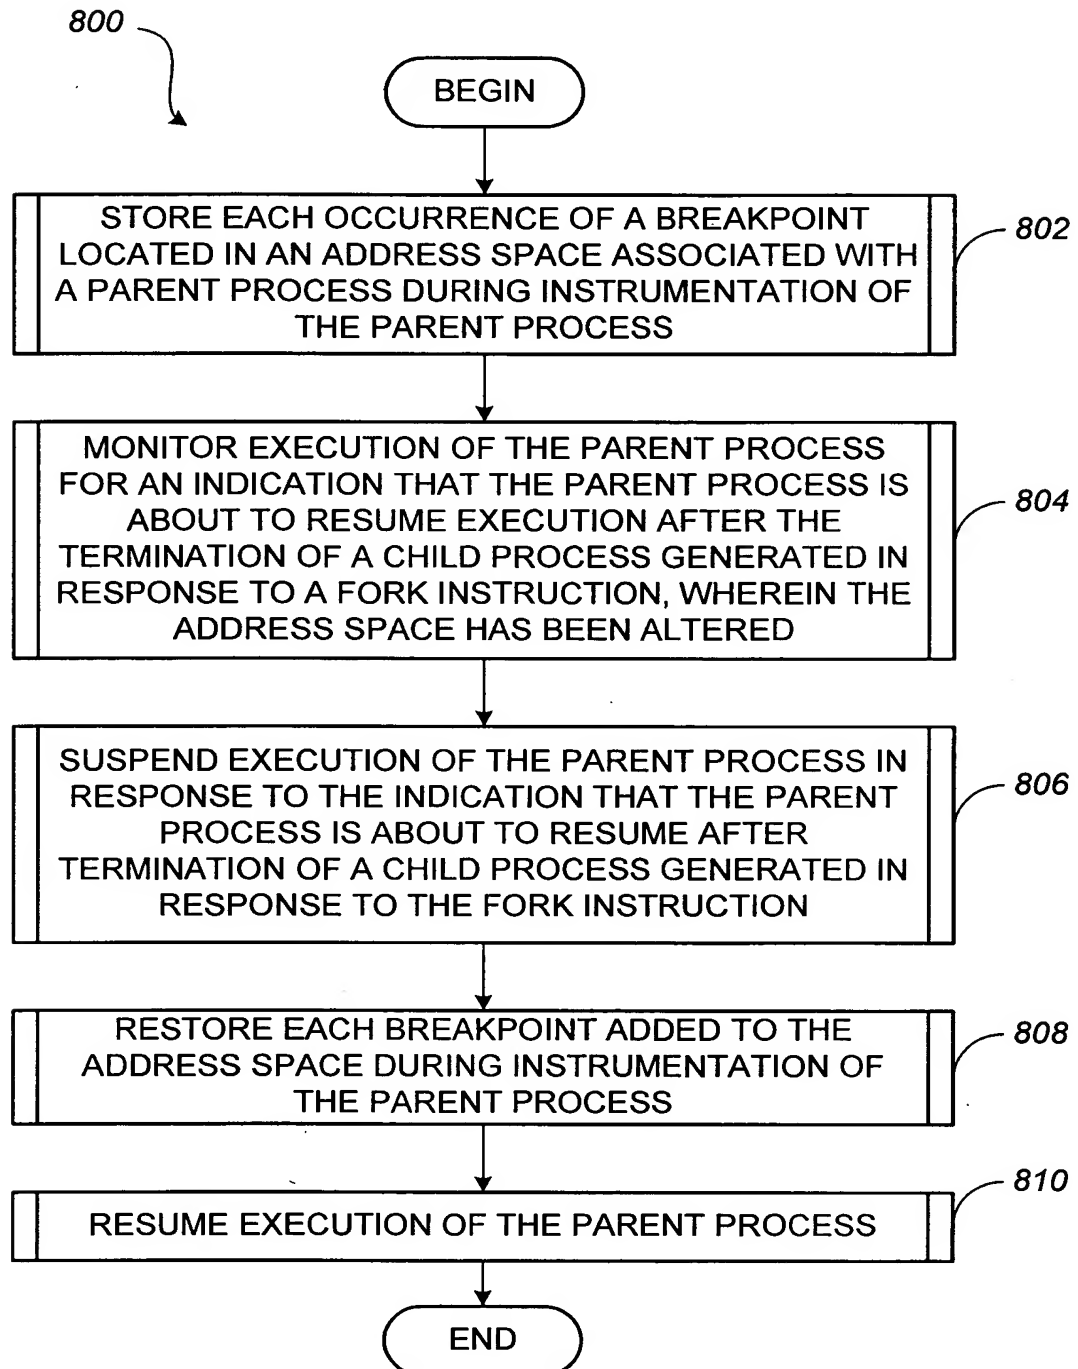 800
BEGIN
STORE EACH OCCURRENCE OF A BREAKPOINT
LOCATED IN AN ADDRESS SPACE ASSOCIATED WITH
A PARENT PROCESS DURING INSTRUMENTATION OF
THE PARENT PROCESS
802
MONITOR EXECUTION OF THE PARENT PROCESS
FOR AN INDICATION THAT THE PARENT PROCESS IS
ABOUT TO RESUME EXECUTION AFTER THE
TERMINATION OF A CHILD PROCESS GENERATED IN
RESPONSE TO A FORK INSTRUCTION, WHEREIN THE
ADDRESS SPACE HAS BEEN ALTERED
804
SUSPEND EXECUTION OF THE PARENT PROCESS IN
RESPONSE TO THE INDICATION THAT THE PARENT
PROCESS IS ABOUT TO RESUME AFTER
TERMINATION OF A CHILD PROCESS GENERATED IN
RESPONSE TO THE FORK INSTRUCTION
806
RESTORE EACH BREAKPOINT ADDED TO THE
ADDRESS SPACE DURING INSTRUMENTATION OF
THE PARENT PROCESS
808
RESUME EXECUTION OF THE PARENT PROCESS
810
END